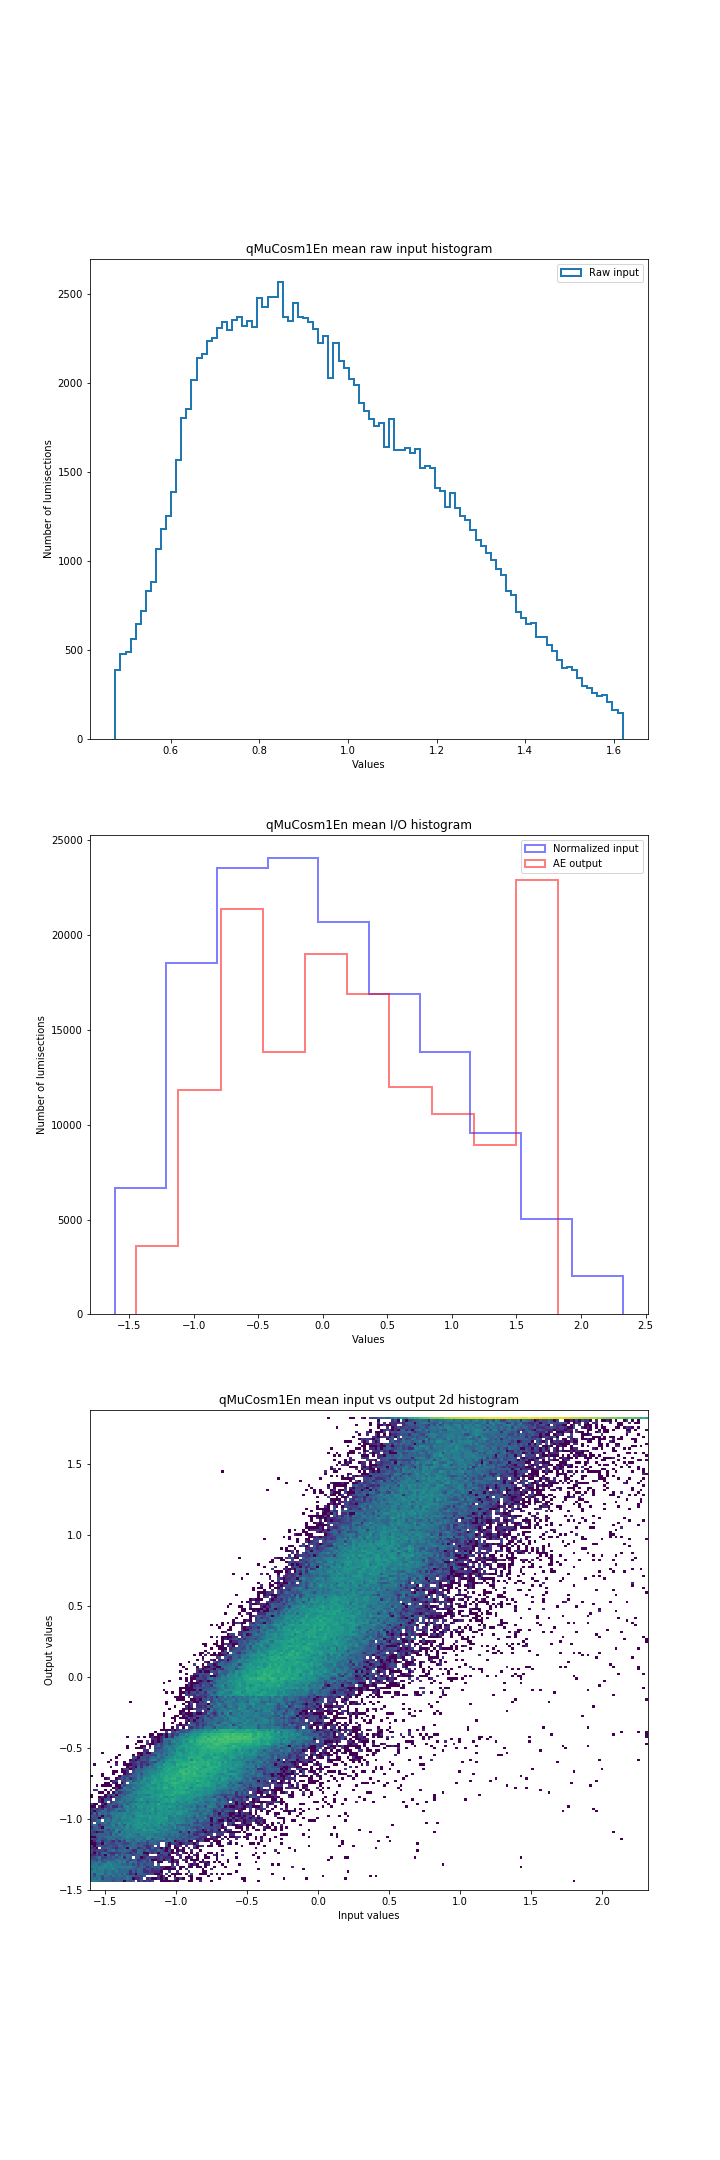 qMuCosm1En mean raw input histogram
Raw input
2500
2000
1500
1000
500
0
Number of lumisections
0.6 0.8 1.0 1.2 1.4 1.6
Values
qMuCosm1En mean I/O histogram
Normalized input
AE output
25000
20000
15000
10000
5000
0
Number of lumisections
−1.5 −1.0 −0.5 0.0 0.5 1.0 1.5 2.0 2.5
Values
qMuCosm1En mean input vs output 2d histogram
1.5
1.0
0.5
0.0
−0.5
−1.0
−1.5
Output values
−1.5 −1.0 −0.5 0.0 0.5 1.0 1.5 2.0
Input values